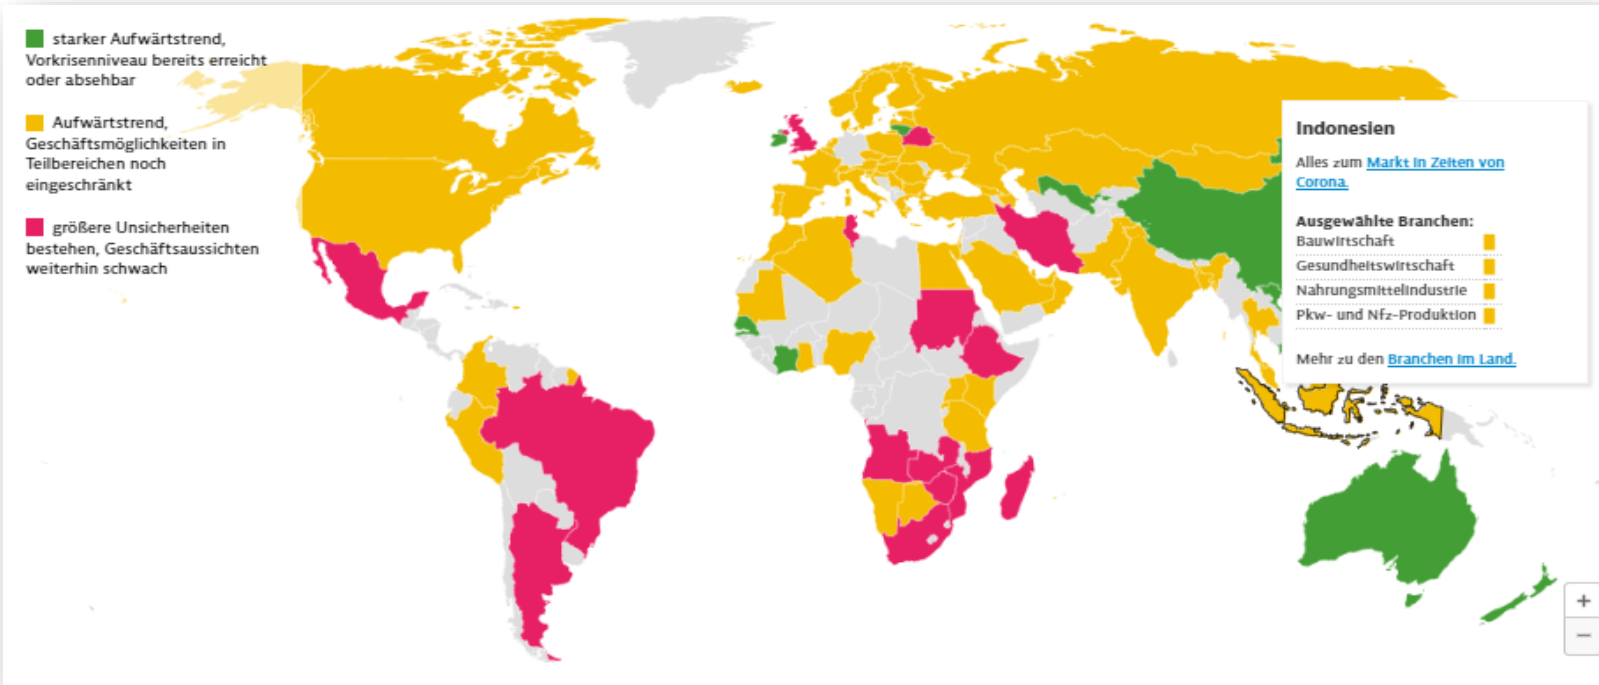 starker Aufwärtstrend,
Vorkrisenniveau bereits erreicht
oder absehbar
Aufwärtstrend,
Geschäftsmöglichkeiten in
Teilbereichen noch
eingeschränkt
größere Unsicherheiten
bestehen, Geschäftsaussichten
weiterhin schwach
Indonesien
Alles zum Markt in Zeiten von
Corona.
Ausgewählte Branchen:
Bauwirtschaft
Gesundheitswirtschaft
Nahrungsmittelindustrie
Pkw- und Nfz-Produktion
Mehr zu den Branchen im Land.
+
−